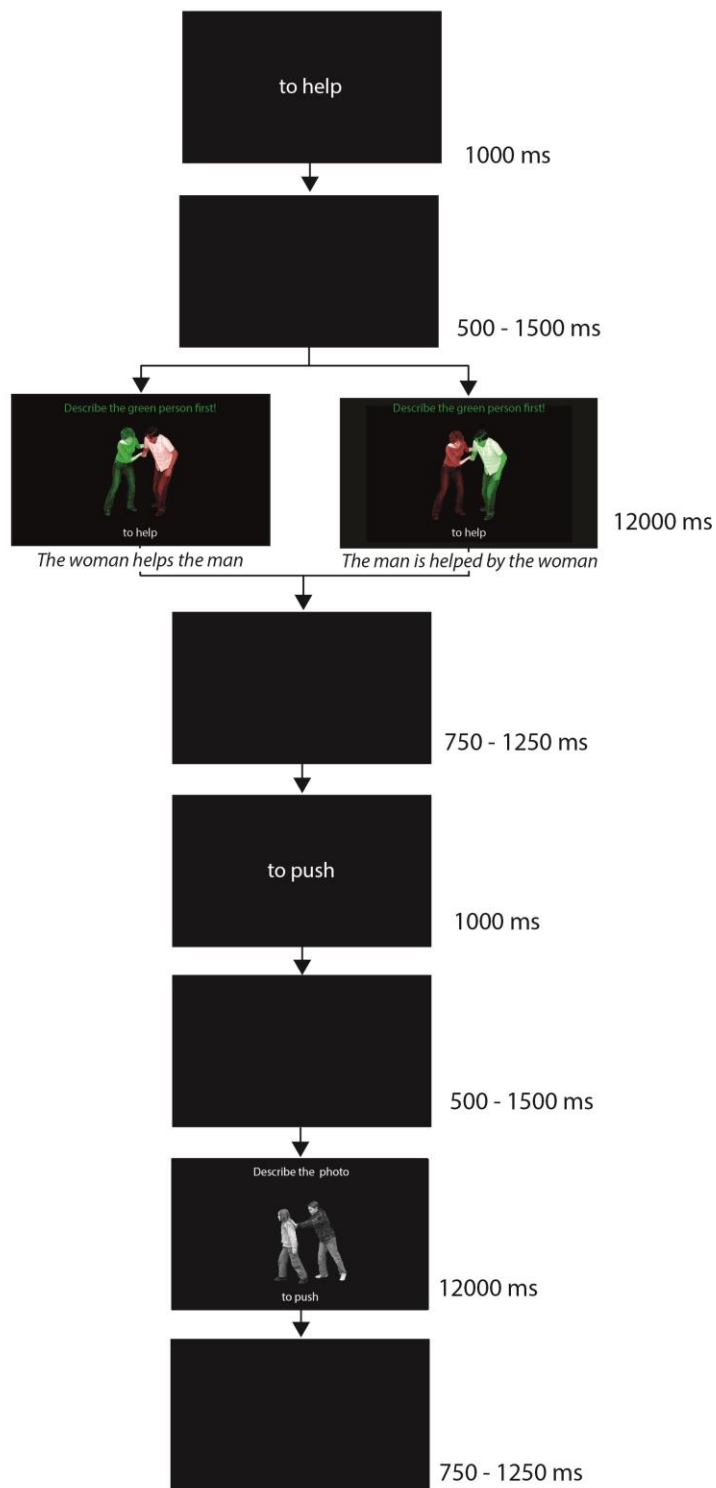 to help
1000 ms
500 - 1500 ms
Describe the green person first!
to help
The woman helps the man
Describe the green person first!
to help
The man is helped by the woman
12000 ms
750 - 1250 ms
to push
1000 ms
500 - 1500 ms
Describe the photo
to push
12000 ms
750 - 1250 ms